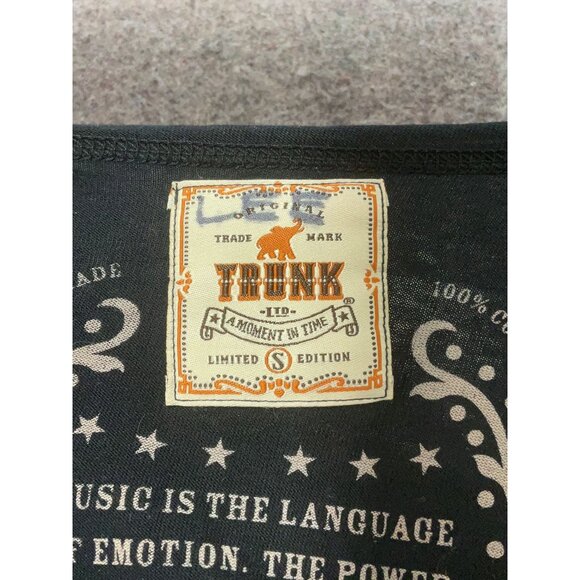 LEE
ORIGINAL
TRADE MARK
TRUNK
-LTD-
®
A MOMENT IN TIME
LIMITED S EDITION
ADE
100% CO
USIC IS THE LANGUAGE
F EMOTION. THE POWER